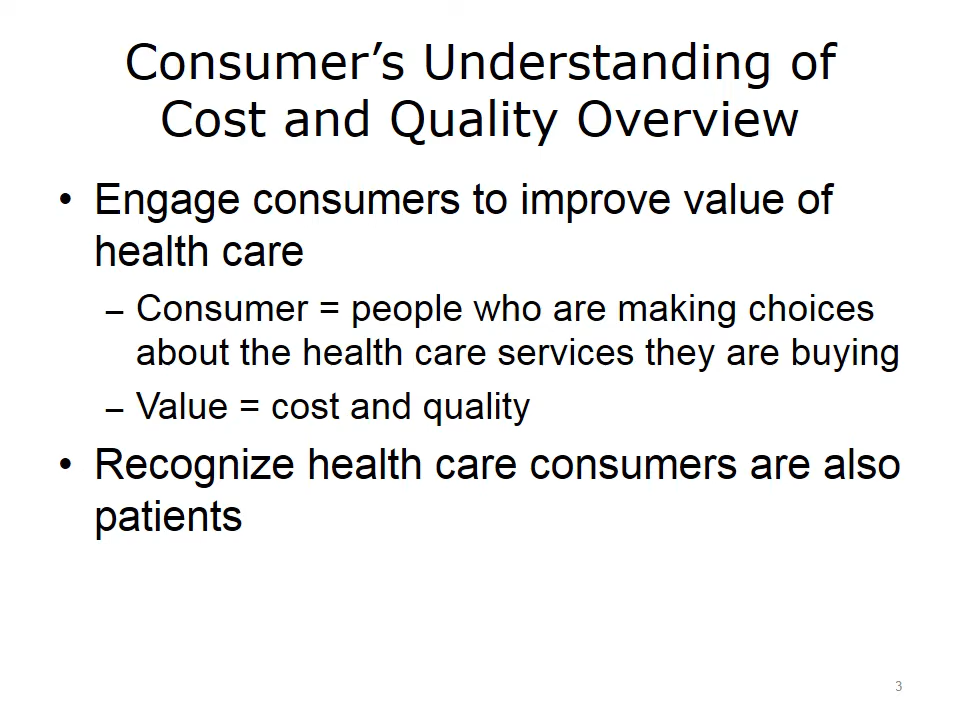 Consumer’s Understanding of
Cost and Quality Overview
• Engage consumers to improve value of
health care
– Consumer = people who are making choices
about the health care services they are buying
– Value = cost and quality
• Recognize health care consumers are also
patients
3